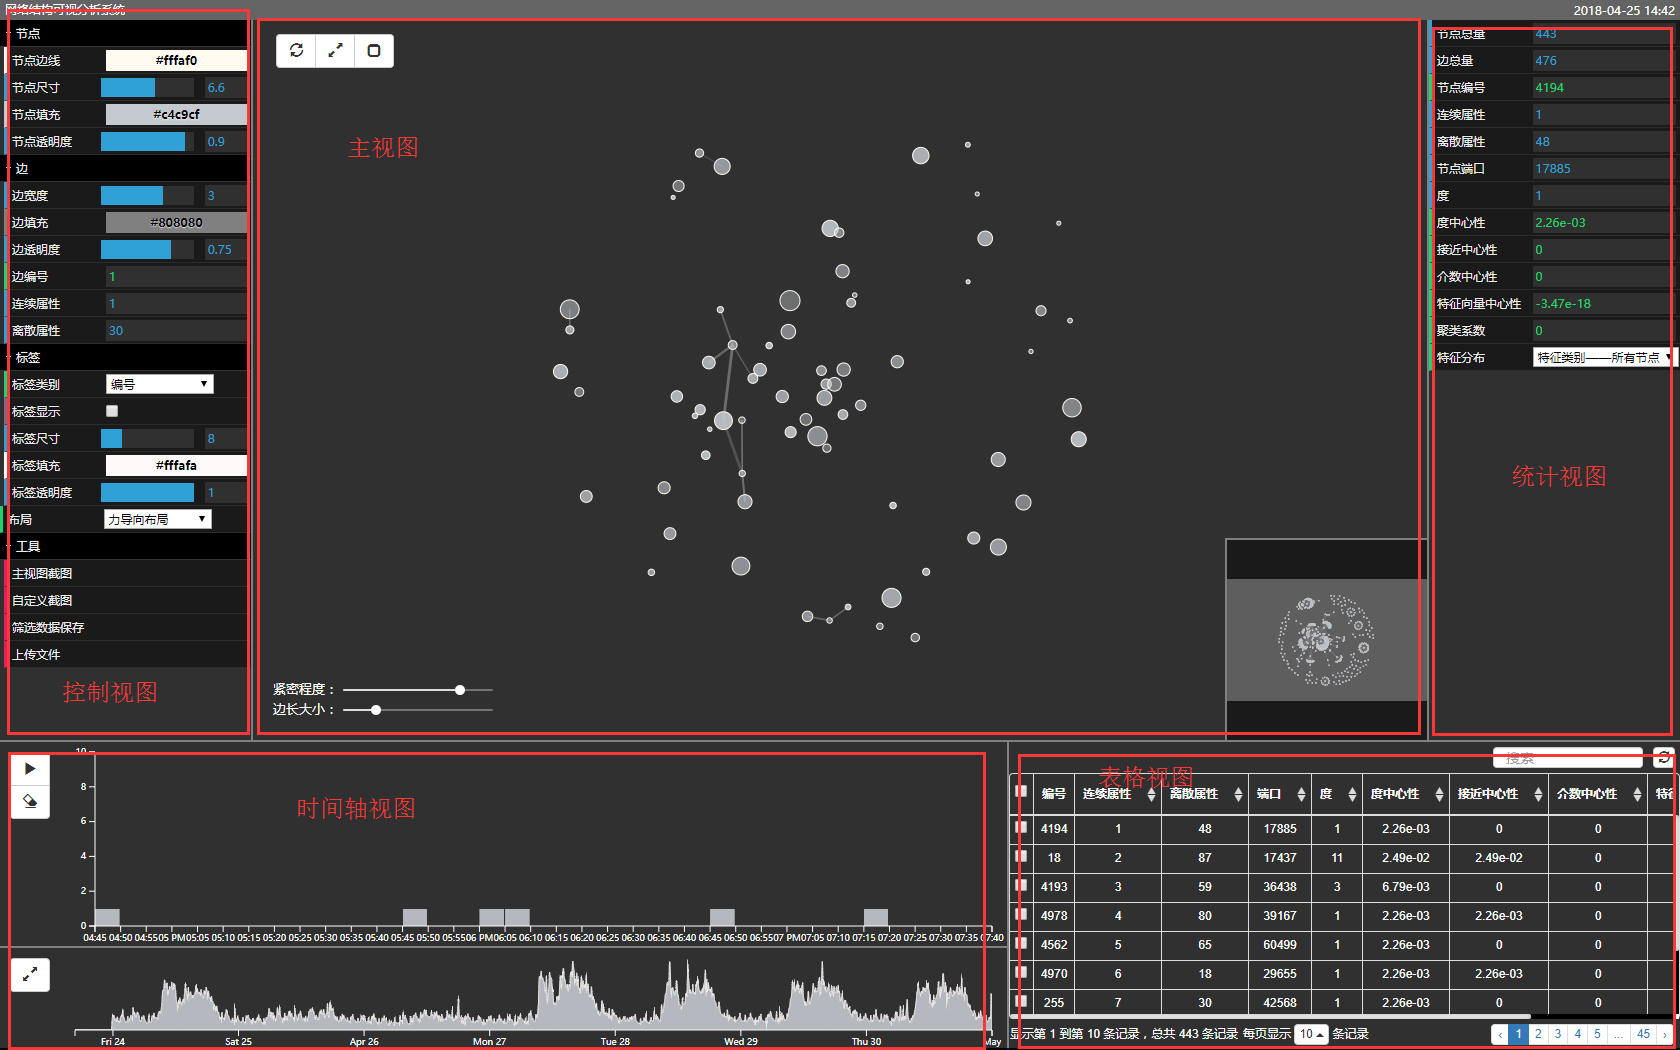 网络结构可视分析系统
2018-04-25 14:42
节点
节点边线 #fffaf0
节点尺寸 6.6
节点填充 #c4c9cf
节点透明度 0.9
边
边宽度 3
边填充 #808080
边透明度 0.75
边编号 1
连续属性 1
离散属性 30
标签
标签类别 编号
标签显示
标签尺寸 8
标签填充 #fffafa
标签透明度 1
布局 力导向布局
工具
主视图截图
自定义截图
筛选数据保存
上传文件
控制视图
主视图
紧密程度：
边长大小：
节点总量 443
边总量 476
节点编号 4194
连续属性 1
离散属性 48
节点端口 17885
度 1
度中心性 2.26e-03
接近中心性 0
介数中心性 0
特征向量中心性 -3.47e-18
聚类系数 0
特征分布 特征类别——所有节点
统计视图
时间轴视图
10
8
6
4
2
0
04:45 04:50 04:55 05 PM 05:05 05:10 05:15 05:20 05:25 05:30 05:35 05:40 05:45 05:50 05:55 06 PM 06:05 06:10 06:15 06:20 06:25 06:30 06:35 06:40 06:45 06:50 06:55 07 PM 07:05 07:10 07:15 07:20 07:25 07:30 07:35 07:40
Fri 24 Sat 25 Apr 26 Mon 27 Tue 28 Wed 29 Thu 30 May
搜索
表格视图
编号 连续属性 离散属性 端口 度 度中心性 接近中心性 介数中心性 特征
4194 1 48 17885 1 2.26e-03 0 0
18 2 87 17437 11 2.49e-02 2.49e-02 0
4193 3 59 36438 3 6.79e-03 0 0
4978 4 80 39167 1 2.26e-03 2.26e-03 0
4562 5 65 60499 1 2.26e-03 0 0
4970 6 18 29655 1 2.26e-03 2.26e-03 0
255 7 30 42568 1 2.26e-03 0 0
显示第 1 到第 10 条记录，总共 443 条记录 每页显示 10 条记录
‹ 1 2 3 4 5 ... 45 ›